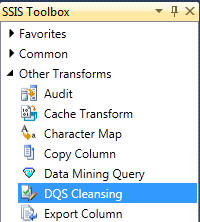 SSIS Toolbox
Favorites
Common
Other Transforms
Audit
Cache Transform
Character Map
Copy Column
Data Mining Query
DQS Cleansing
Export Column